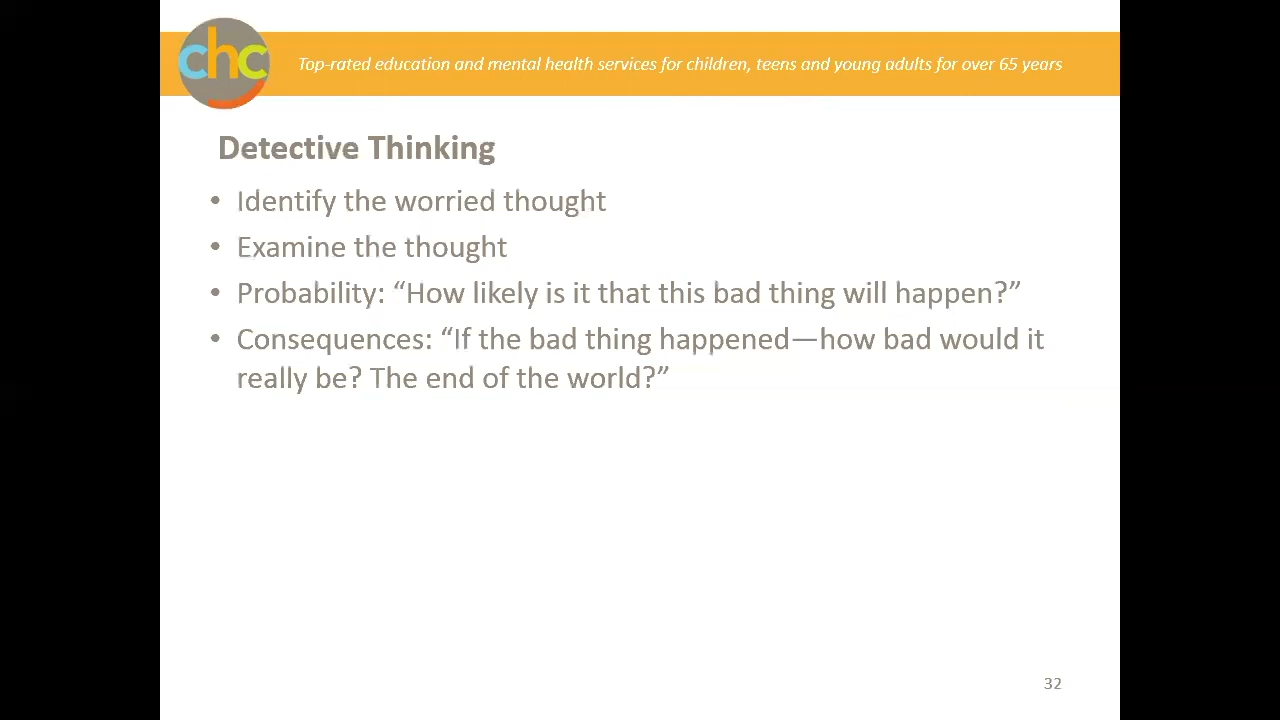 chc
Top-rated education and mental health services for children, teens and young adults for over 65 years
Detective Thinking
• Identify the worried thought
• Examine the thought
• Probability: “How likely is it that this bad thing will happen?”
• Consequences: “If the bad thing happened—how bad would it
really be? The end of the world?”
32